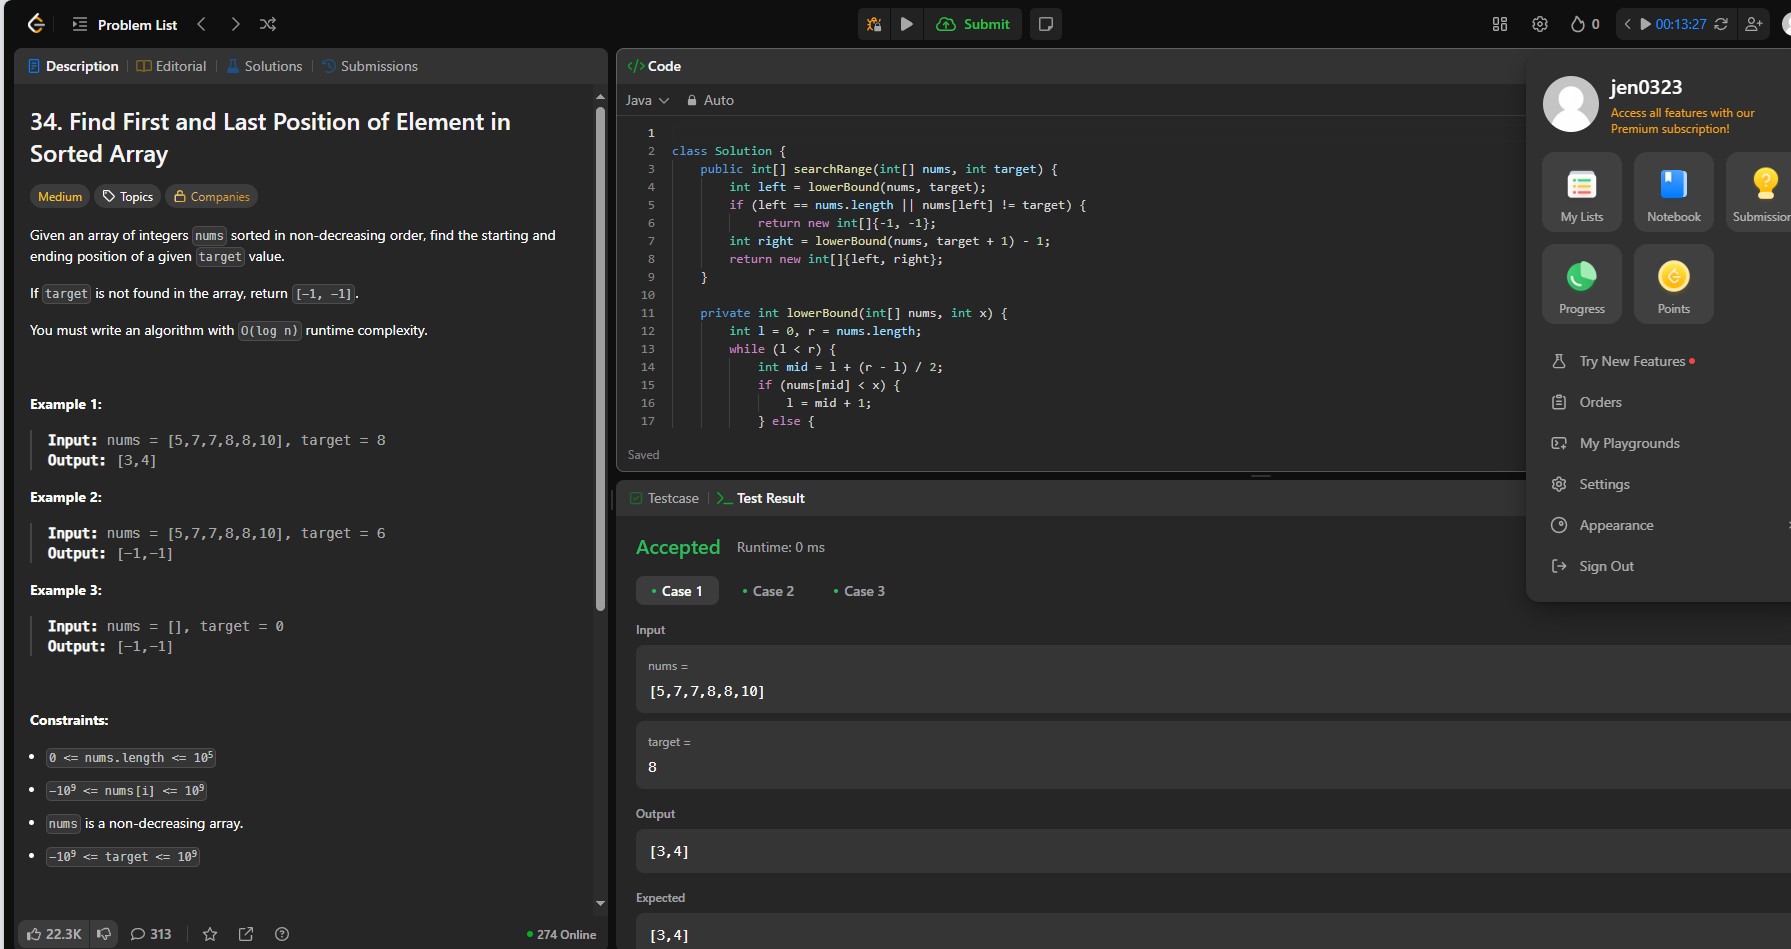 Problem List
Submit
0
00:13:27
Description
Editorial
Solutions
Submissions
34. Find First and Last Position of Element in
Sorted Array
Medium
Topics
Companies
Given an array of integers nums sorted in non-decreasing order, find the starting and
ending position of a given target value.
If target is not found in the array, return [-1, -1].
You must write an algorithm with O(log n) runtime complexity.
Example 1:
Input: nums = [5,7,7,8,8,10], target = 8
Output: [3,4]
Example 2:
Input: nums = [5,7,7,8,8,10], target = 6
Output: [-1,-1]
Example 3:
Input: nums = [], target = 0
Output: [-1,-1]
Constraints:
0 <= nums.length <= 10⁵
-10⁹ <= nums[i] <= 10⁹
nums is a non-decreasing array.
-10⁹ <= target <= 10⁹
22.3K
313
274 Online
</> Code
Java
Auto
1
2 class Solution {
3 public int[] searchRange(int[] nums, int target) {
4 int left = lowerBound(nums, target);
5 if (left == nums.length || nums[left] != target) {
6 return new int[]{-1, -1};
7 int right = lowerBound(nums, target + 1) - 1;
8 return new int[]{left, right};
9 }
10
11 private int lowerBound(int[] nums, int x) {
12 int l = 0, r = nums.length;
13 while (l < r) {
14 int mid = l + (r - l) / 2;
15 if (nums[mid] < x) {
16 l = mid + 1;
17 } else {
Saved
Testcase
Test Result
Accepted
Runtime: 0 ms
Case 1
Case 2
Case 3
Input
nums =
[5,7,7,8,8,10]
target =
8
Output
[3,4]
Expected
[3,4]
jen0323
Access all features with our
Premium subscription!
My Lists
Notebook
Submission
Progress
Points
Try New Features
Orders
My Playgrounds
Settings
Appearance
Sign Out